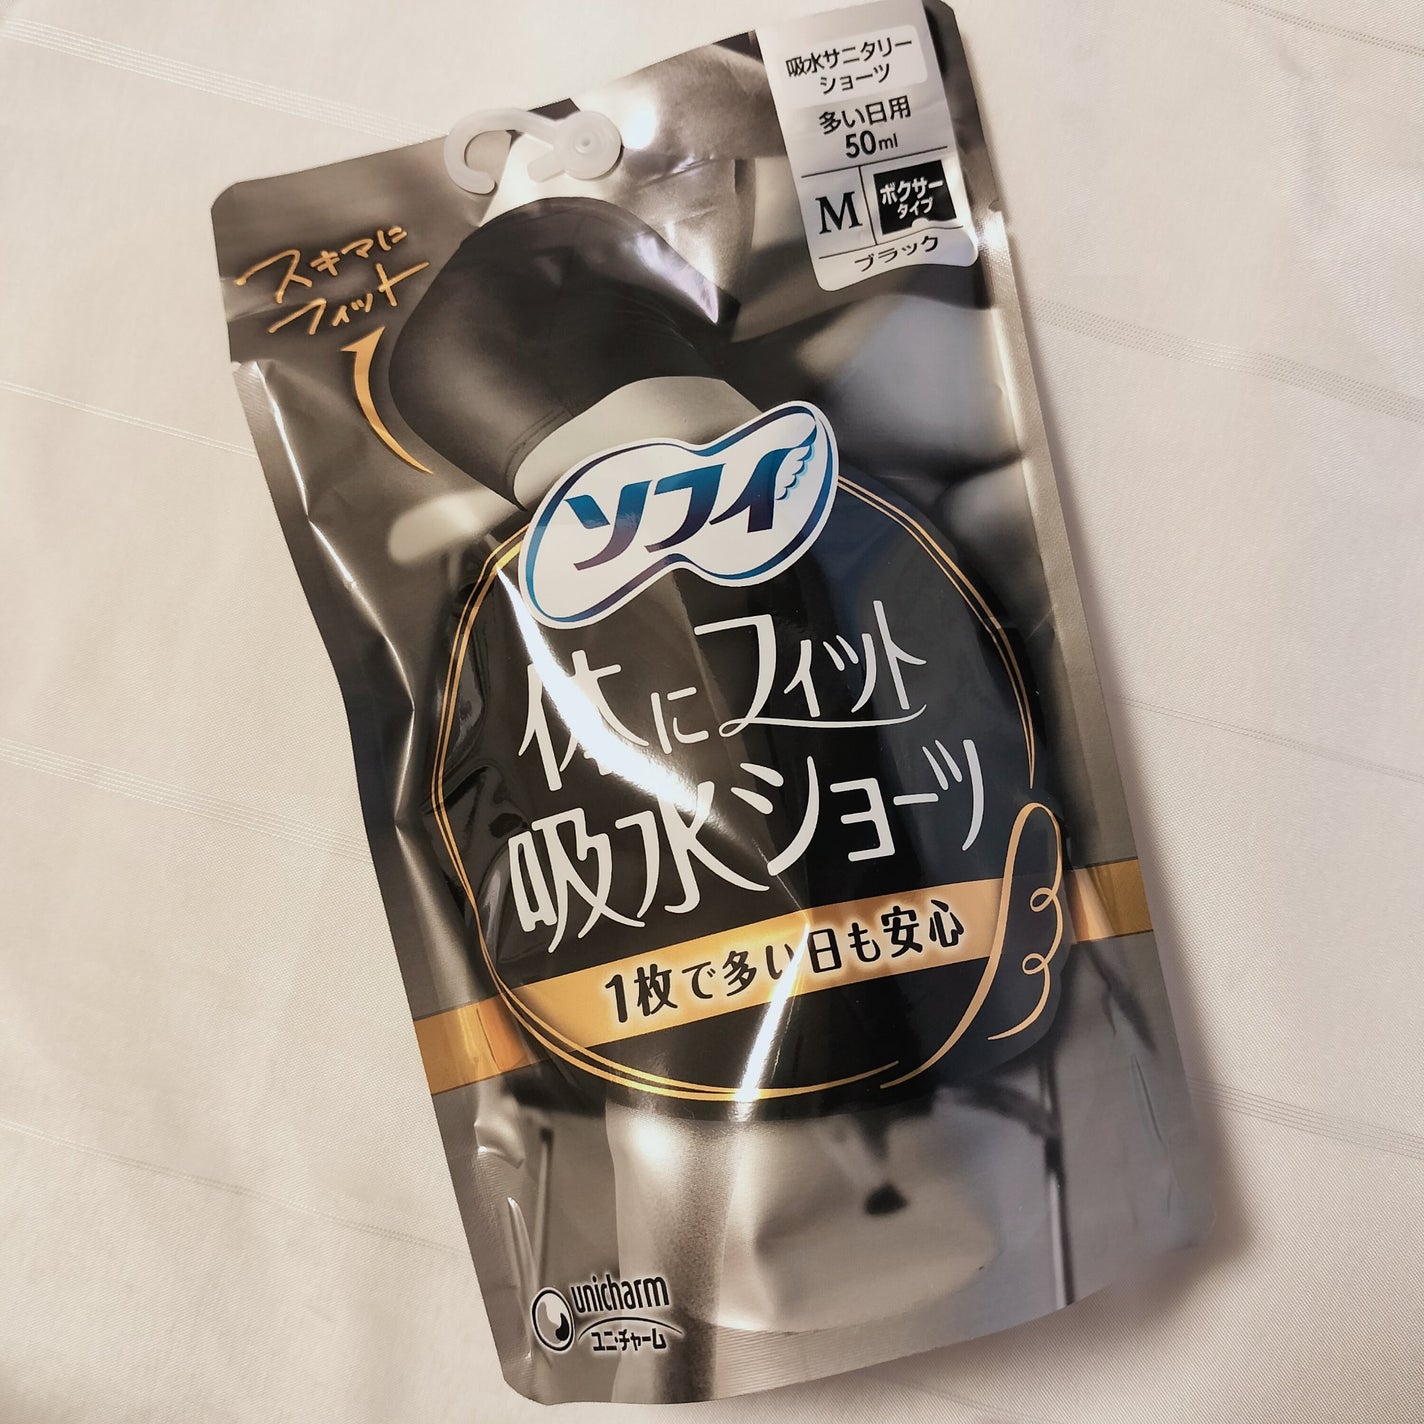 吸水サニタリー
ショーツ
多い日用
50ml
M
ボクサー
タイプ
ブラック
スキマに
フィット
ソフィ
体にフィット
吸水ショーツ
1枚で多い日も安心
unicharm
ユニ・チャーム